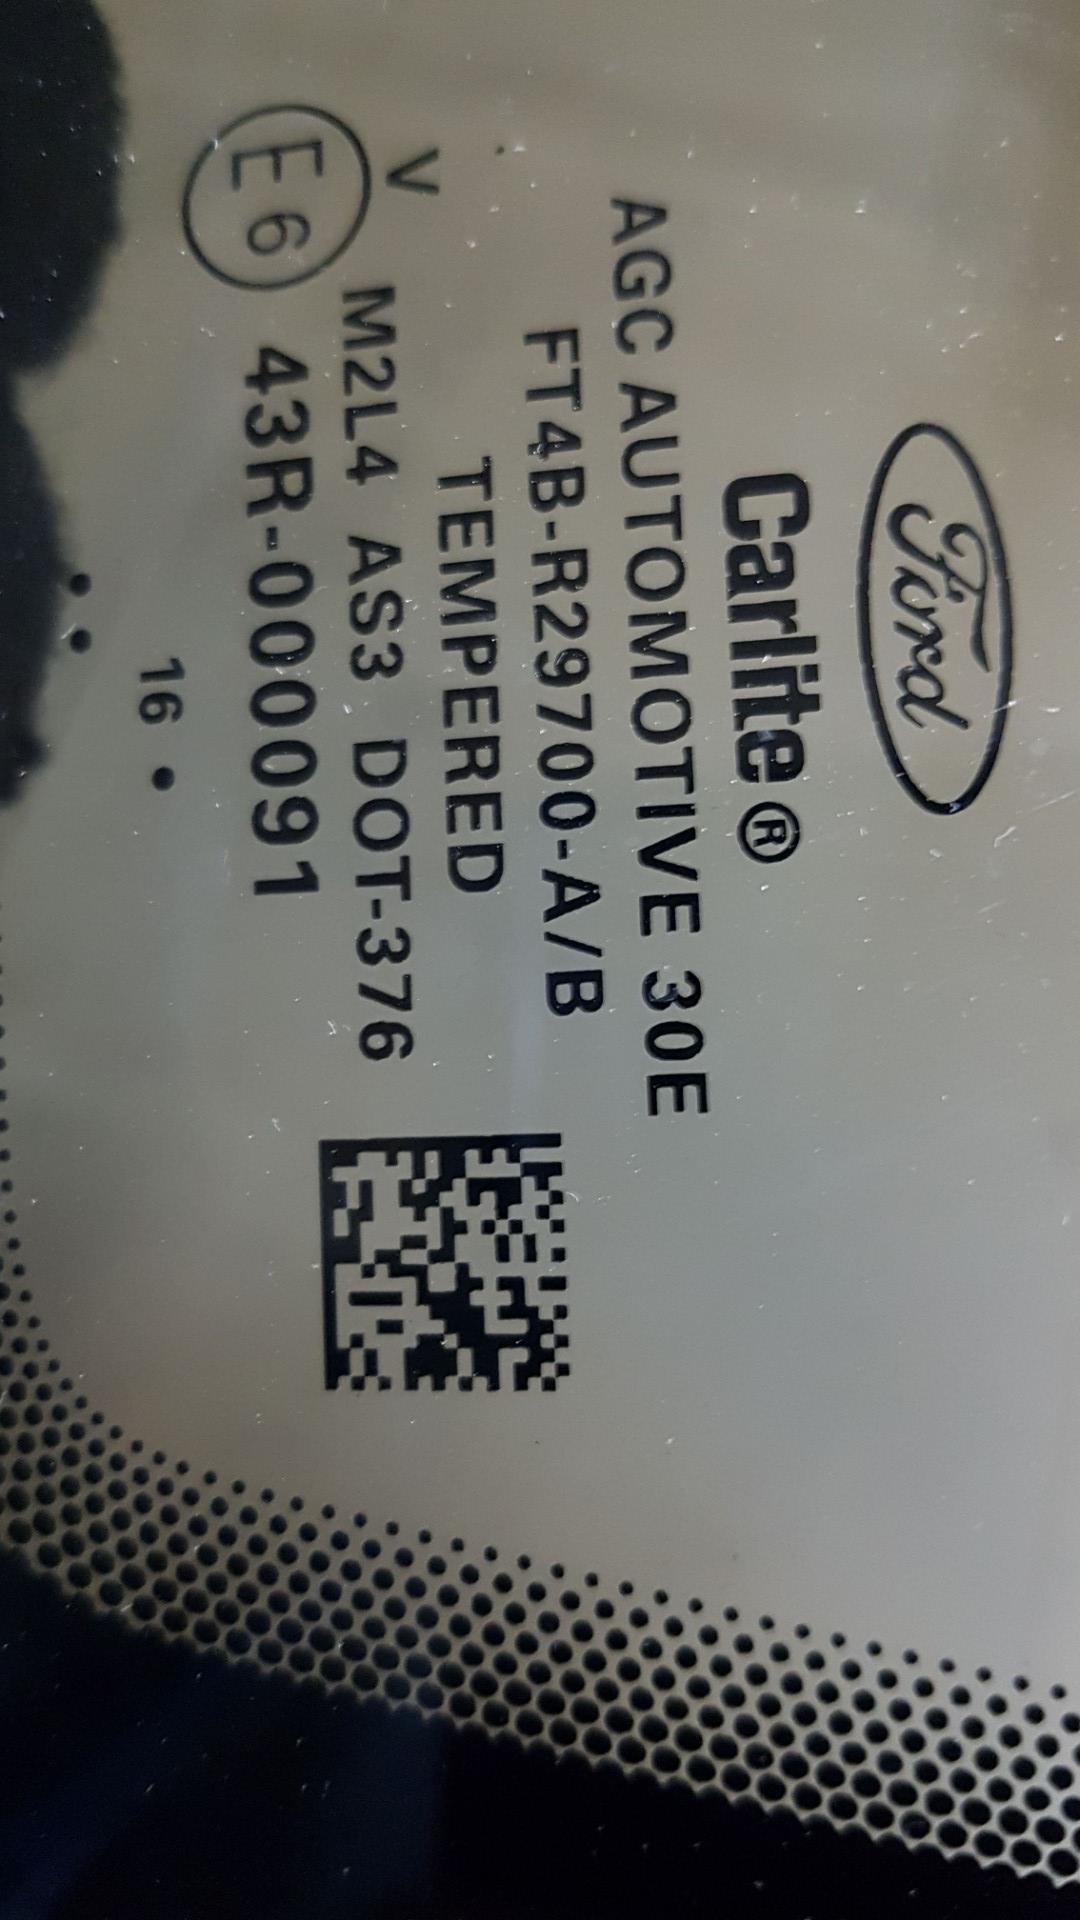 Ford
Carlite®
AGC AUTOMOTIVE 30E
FT4B-R29700-A/B
TEMPERED
V
M2L4 AS3 DOT-376
E6 43R-000091
16 •
••